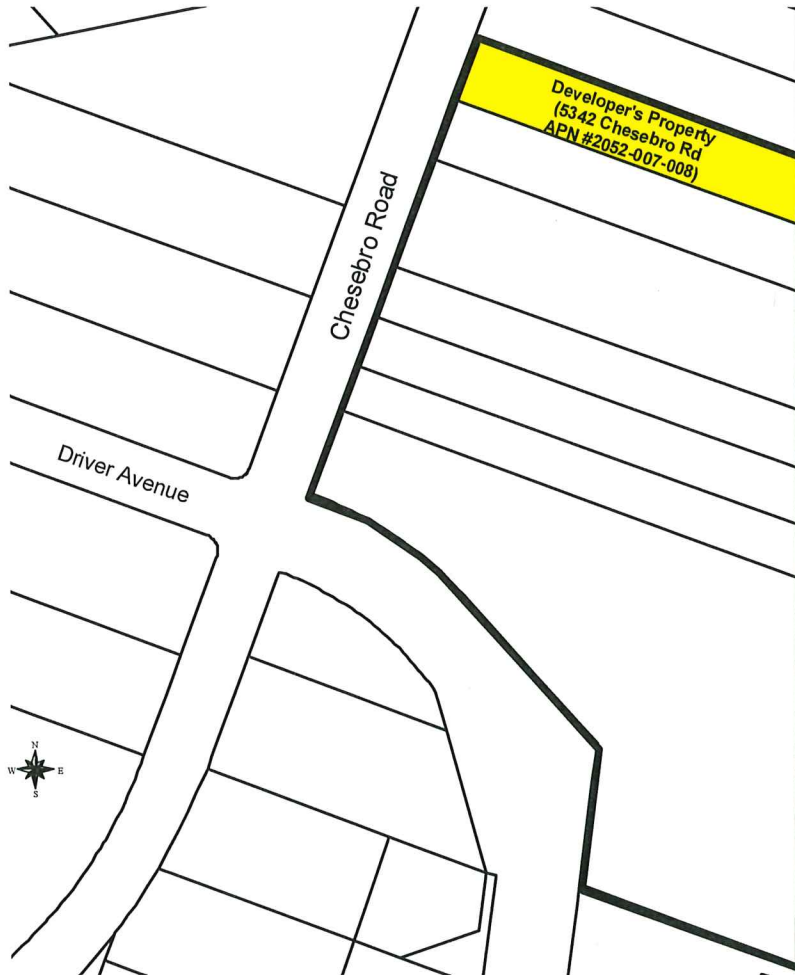 Developer's Property
(5342 Chesebro Rd
APN #2052-007-008)
Chesebro Road
Driver Avenue
N
W E
S